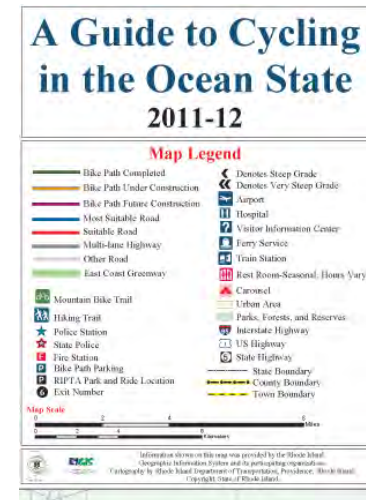 A Guide to Cycling
in the Ocean State
2011-12
Map Legend
Bike Path Completed
Bike Path Under Construction
Bike Path Future Construction
Most Suitable Road
Suitable Road
Multi-lane Highway
Other Road
East Coast Greenway
Mountain Bike Trail
Hiking Trail
Police Station
State Police
F Fire Station
P Bike Path Parking
P RIPTA Park and Ride Location
6 Exit Number
Denotes Steep Grade
Denotes Very Steep Grade
Airport
H Hospital
? Visitor Information Center
Ferry Service
Train Station
Rest Room-Seasonal, Hours Vary
Carousel
Urban Area
Parks, Forests, and Reserves
95 Interstate Highway
1 US Highway
State Highway
State Boundary
County Boundary
Town Boundary
Map Scale
0 2 4 6
Miles
0 2 4 6
Kilometers
RIGIS
Information shown on this map was provided by the Rhode Island
Geographic Information System and its participating organizations.
Cartography by Rhode Island Department of Transportation, Providence, Rhode Island.
Copyright, State of Rhode Island.